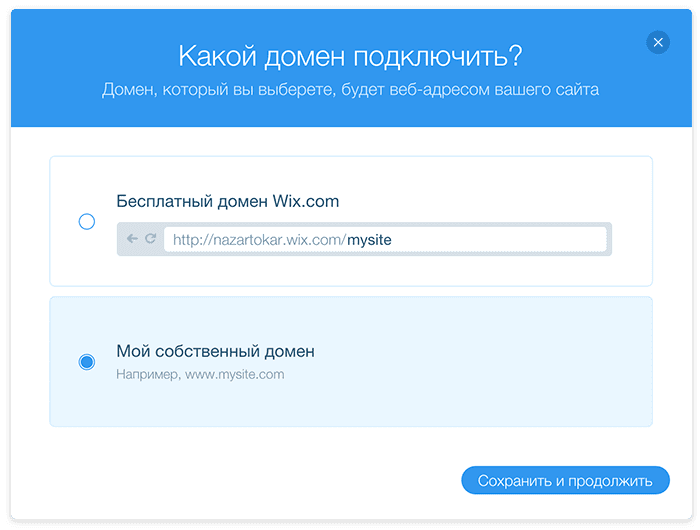 Какой домен подключить?
Домен, который вы выберете, будет веб-адресом вашего сайта
Бесплатный домен Wix.com
http://nazartokar.wix.com/mysite
Мой собственный домен
Например, www.mysite.com
Сохранить и продолжить